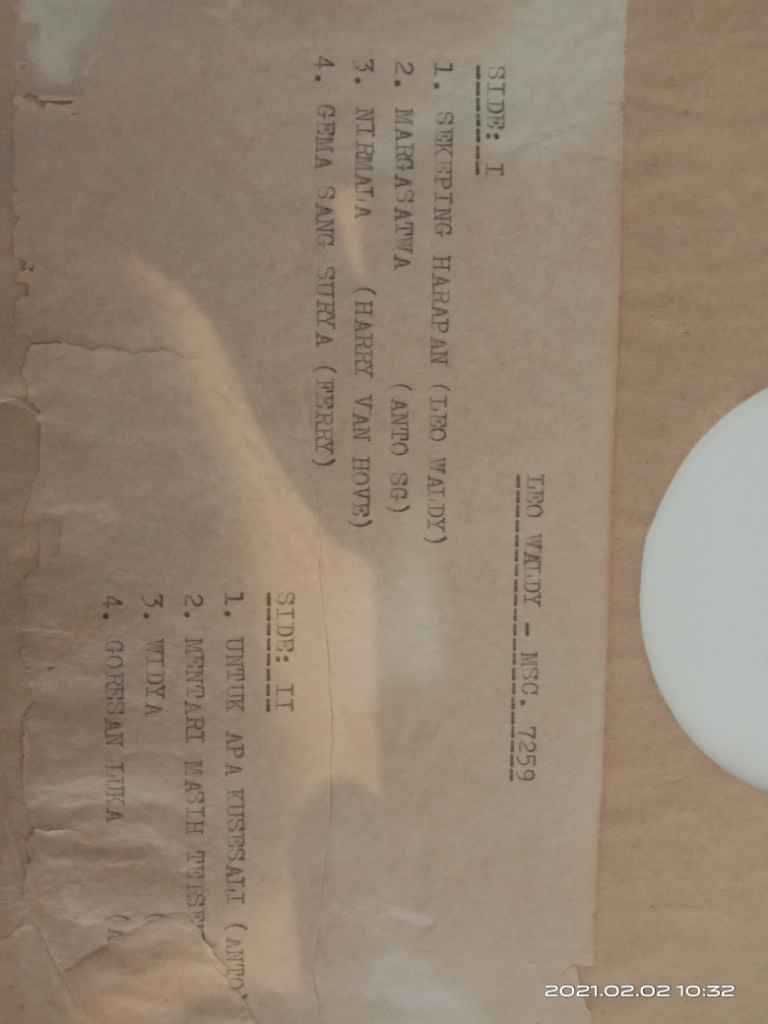 LEO WALDY - MSC. 7259
SIDE: I
1. SEKEPING HARAPAN (LEO WALDY)
2. MARGASATWA (ANTO SG)
3. NIRMALA (HARRY VAN HOVE)
4. GEMA SANG SURYA (FERRY)
SIDE: II
1. UNTUK APA KUSESALI (ANTO
2. MENTARI MASIH
3. WIDYA (
4. GORESAN LUKA (A
2021.02.02 10:32